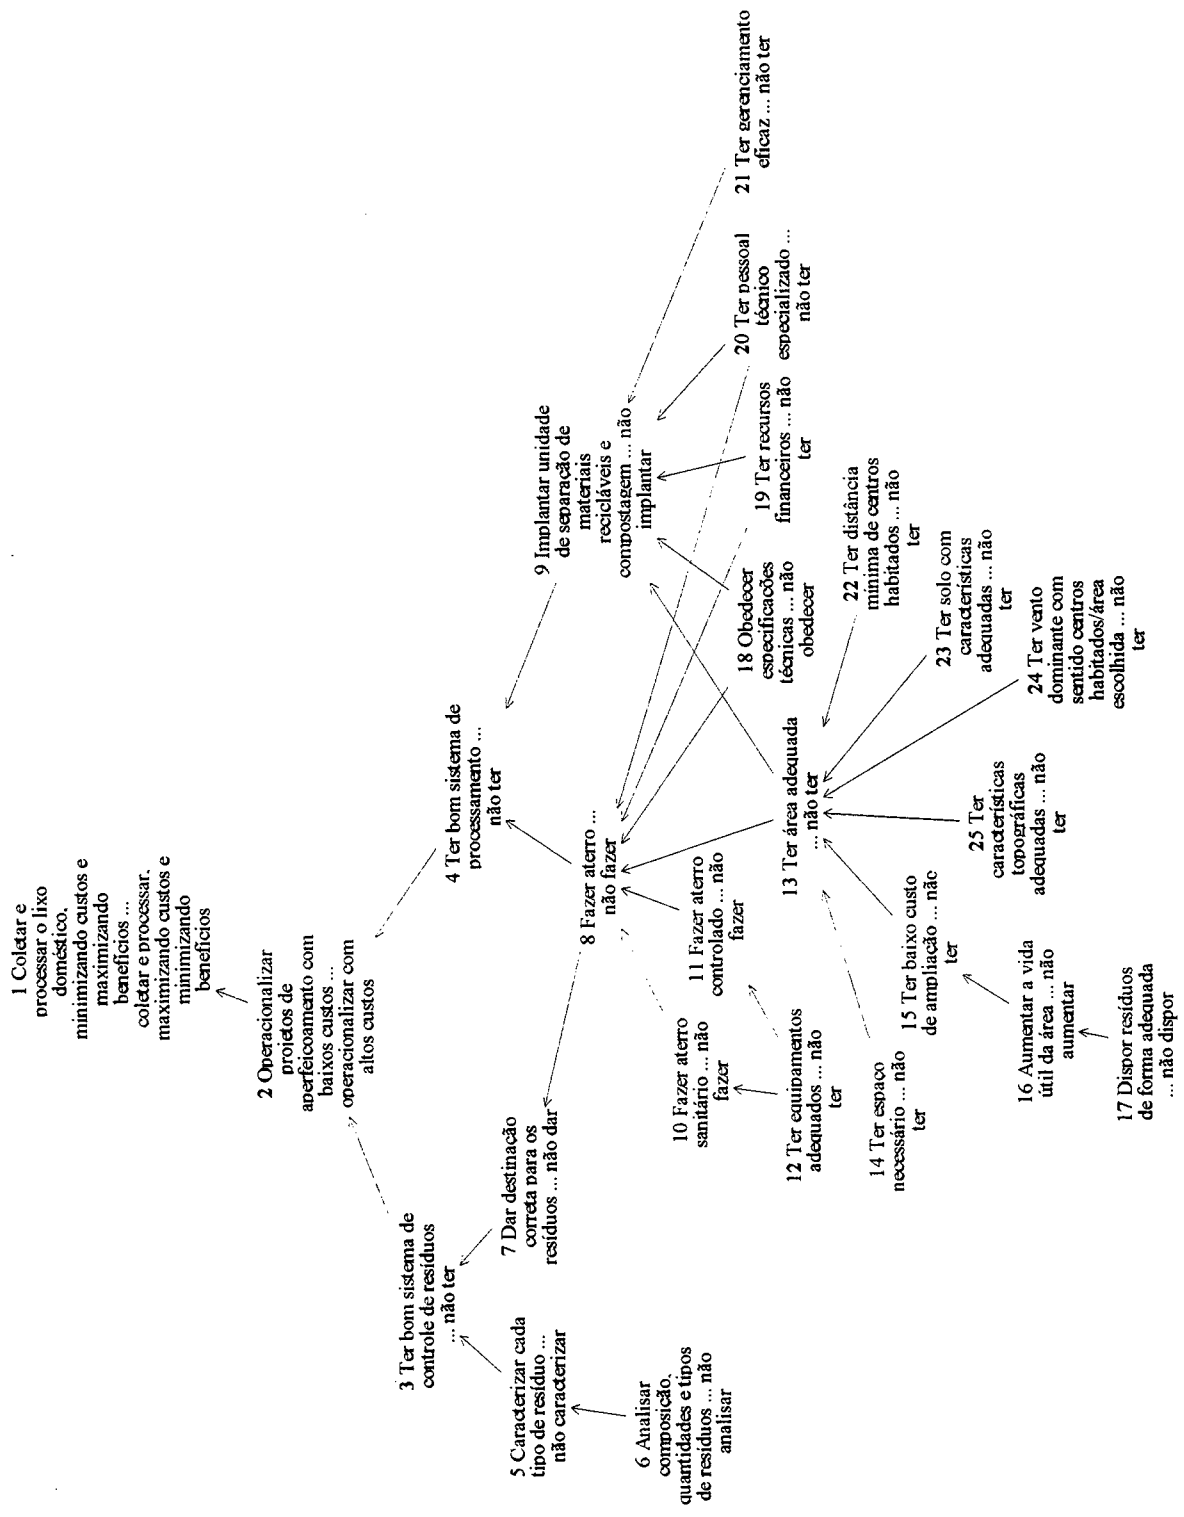 1 Coletar e
processar o lixo
doméstico,
minimizando custos e
maximizando
benefícios ...
coletar e processar,
maximizando custos e
minimizando
benefícios
2 Operacionalizar
projetos de
aperfeiçoamento com
baixos custos ...
operacionalizar com
altos custos
3 Ter bom sistema de
controle de resíduos
... não ter
4 Ter bom sistema de
processamento ...
não ter
5 Caracterizar cada
tipo de resíduo ...
não caracterizar
6 Analisar
composição,
quantidades e tipos
de resíduos ... não
analisar
7 Dar destinação
correta para os
resíduos ... não dar
8 Fazer aterro ...
não fazer
9 Implantar unidade
de separação de
materiais
recicláveis e
compostagem ... não
implantar
10 Fazer aterro
sanitário ... não
fazer
11 Fazer aterro
controlado ... não
fazer
12 Ter equipamentos
adequados ... não
ter
13 Ter área adequada
... não ter
14 Ter espaço
necessário ... não
ter
15 Ter baixo custo
de ampliação ... não
ter
16 Aumentar a vida
útil da área ... não
aumentar
17 Dispor resíduos
de forma adequada
... não dispor
18 Obedecer
especificações
técnicas ... não
obedecer
19 Ter recursos
financeiros ... não
ter
20 Ter pessoal
técnico
especializado ...
não ter
21 Ter gerenciamento
eficaz ... não ter
22 Ter distância
mínima de centros
habitados ... não
ter
23 Ter solo com
características
adequadas ... não
ter
24 Ter vento
dominante com
sentido centros
habitados//área
escolhida ... não
ter
25 Ter
características
topográficas
adequadas ... não
ter